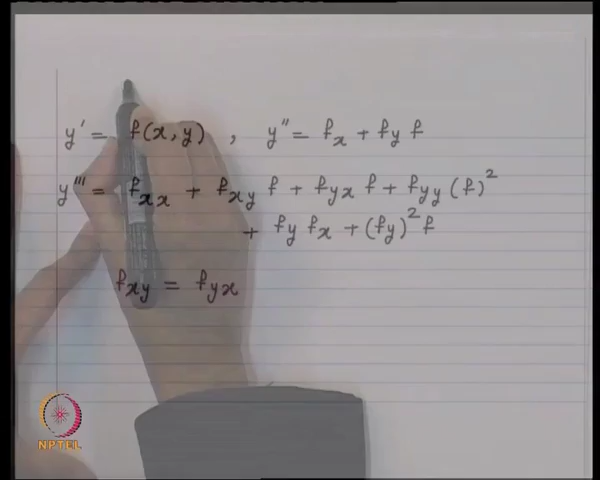 y' = f(x, y) , y'' = f_x + f_y f
y''' = f_xx + f_xy f + f_yx f + f_yy (f)²
+ f_y f_x + (f_y)² f
f_xy = f_yx
NPTEL